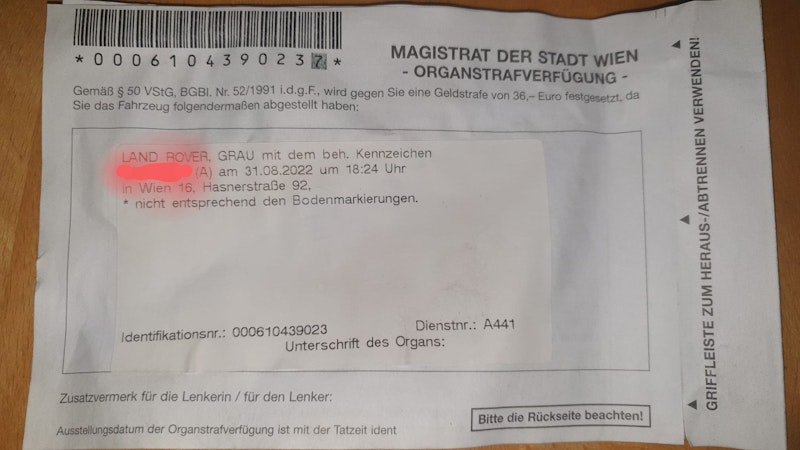 *0006104390237*
MAGISTRAT DER STADT WIEN
- ORGANSTRAFVERFÜGUNG -
Gemäß § 50 VStG, BGBl. Nr. 52/1991 i.d.g.F., wird gegen Sie eine Geldstrafe von 36,– Euro festgesetzt, da
Sie das Fahrzeug folgendermaßen abgestellt haben:
LAND ROVER, GRAU mit dem beh. Kennzeichen
(A) am 31.08.2022 um 18:24 Uhr
in Wien 16, Hasnerstraße 92,
* nicht entsprechend den Bodenmarkierungen.
Identifikationsnr.: 000610439023 Dienstnr.: A441
Unterschrift des Organs:
Zusatzvermerk für die Lenkerin / für den Lenker:
Bitte die Rückseite beachten!
Ausstellungsdatum der Organstrafverfügung ist mit der Tatzeit ident
GRIFFLEISTE ZUM HERAUS-/ABTRENNEN VERWENDEN!